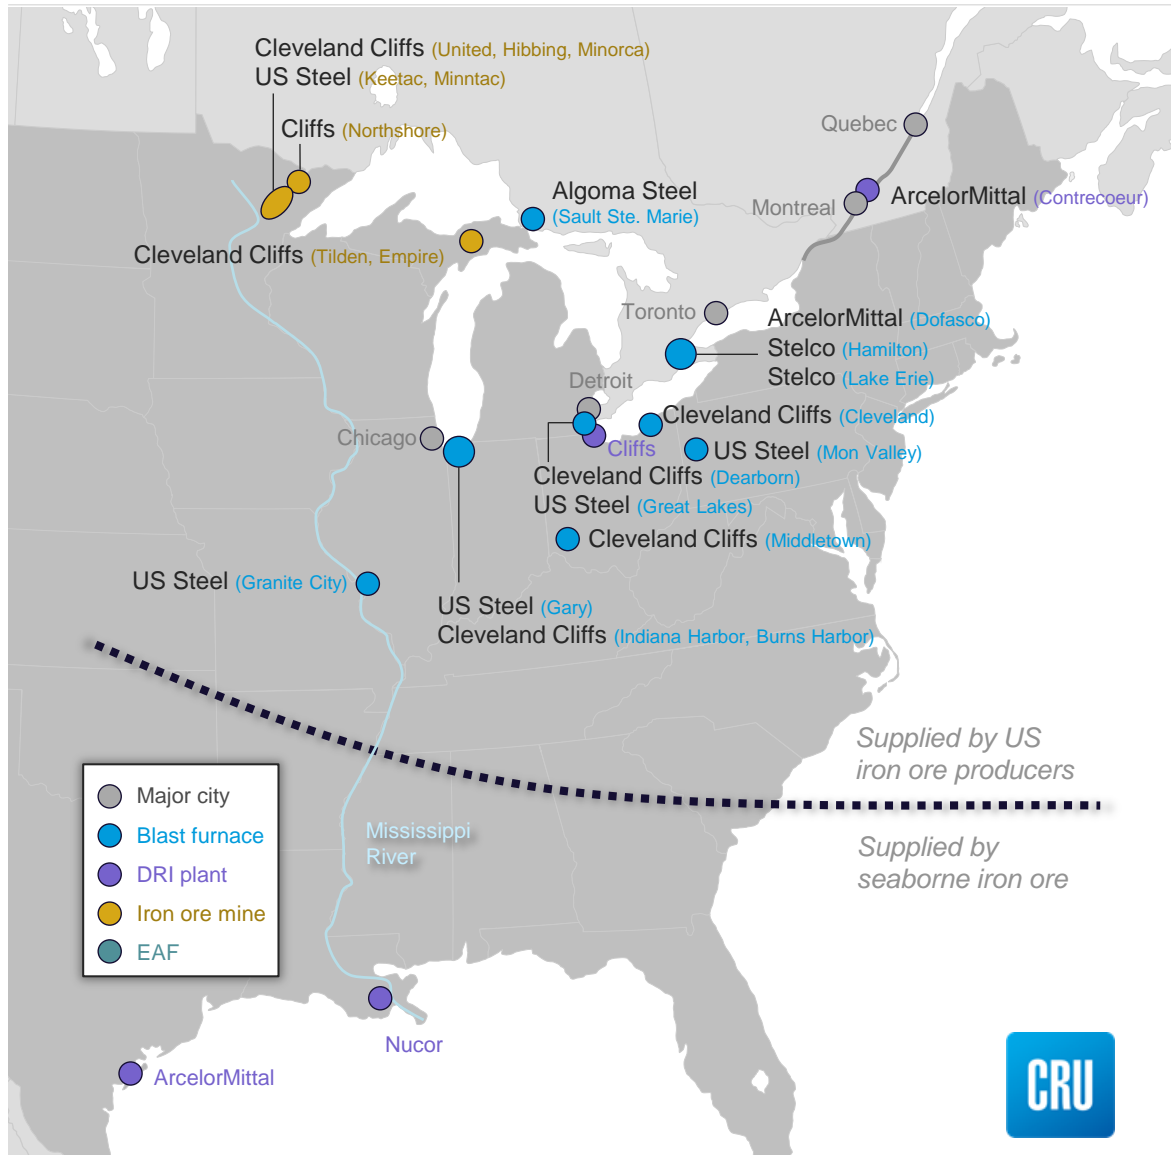 Cleveland Cliffs (United, Hibbing, Minorca)
US Steel (Keetac, Minntac)
Cliffs (Northshore)
Quebec
Algoma Steel
(Sault Ste. Marie)
Montreal
ArcelorMittal (Contrecoeur)
Cleveland Cliffs (Tilden, Empire)
Toronto
ArcelorMittal (Dofasco)
Stelco (Hamilton)
Stelco (Lake Erie)
Detroit
Cleveland Cliffs (Cleveland)
Chicago
Cliffs
US Steel (Mon Valley)
Cleveland Cliffs (Dearborn)
US Steel (Great Lakes)
Cleveland Cliffs (Middletown)
US Steel (Granite City)
US Steel (Gary)
Cleveland Cliffs (Indiana Harbor, Burns Harbor)
Supplied by US
iron ore producers
Supplied by
seaborne iron ore
Major city
Blast furnace
DRI plant
Iron ore mine
EAF
Mississippi
River
Nucor
ArcelorMittal
CRU